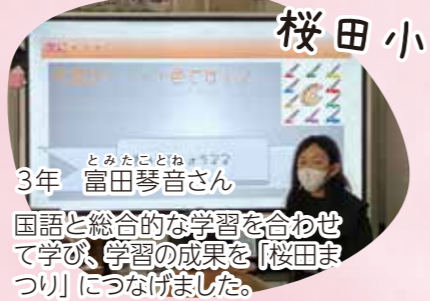 桜田小
とみたことね
3年 富田琴音さん
国語と総合的な学習を合わせ
て学び、学習の成果を「桜田ま
つり」につなげました。